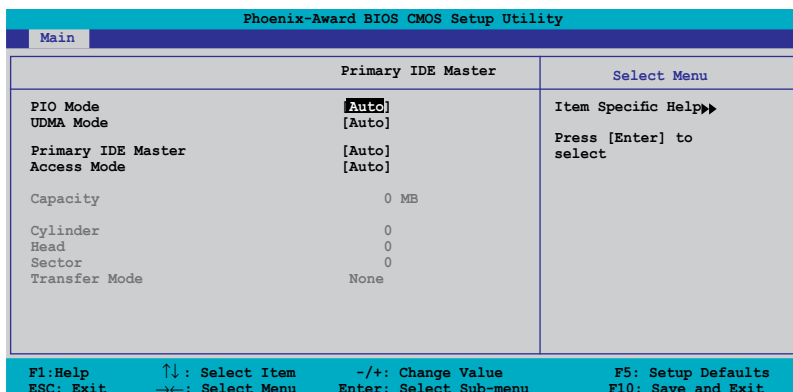 Phoenix-Award BIOS CMOS Setup Utility
Main
Primary IDE Master
Select Menu
PIO Mode [Auto]
UDMA Mode [Auto]
Primary IDE Master [Auto]
Access Mode [Auto]
Capacity 0 MB
Cylinder 0
Head 0
Sector 0
Transfer Mode None
Item Specific Help▶▶
Press [Enter] to
select
F1:Help ↑↓ : Select Item -/+: Change Value F5: Setup Defaults
ESC: Exit →←: Select Menu Enter: Select Sub-menu F10: Save and Exit